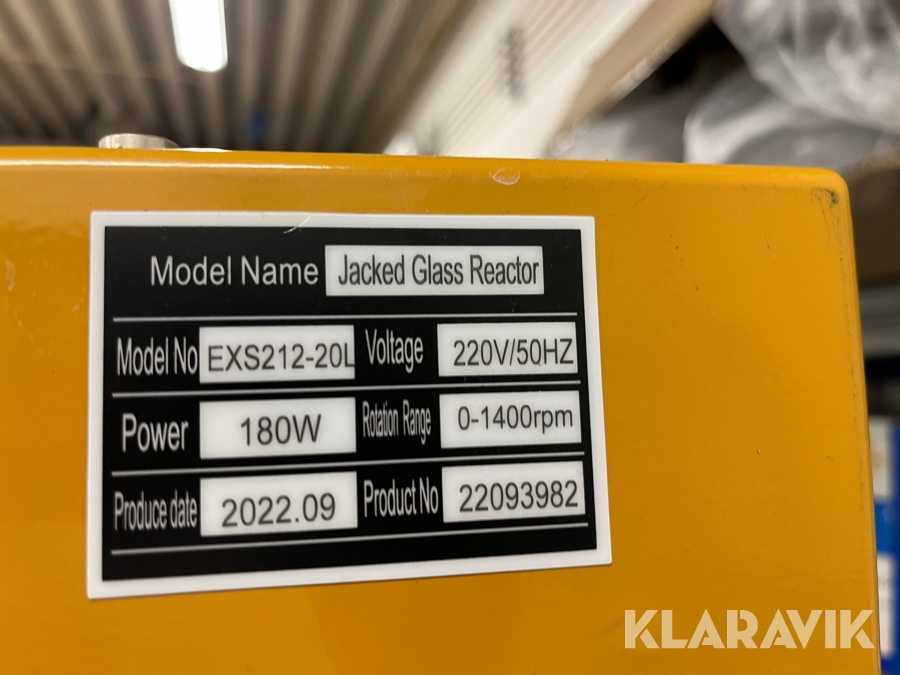 Model Name Jacked Glass Reactor
Model No EXS212-20L Voltage 220V/50HZ
Power 180W Rotation Range 0-1400rpm
Produce date 2022.09 Product No 22093982
KLARAVIK